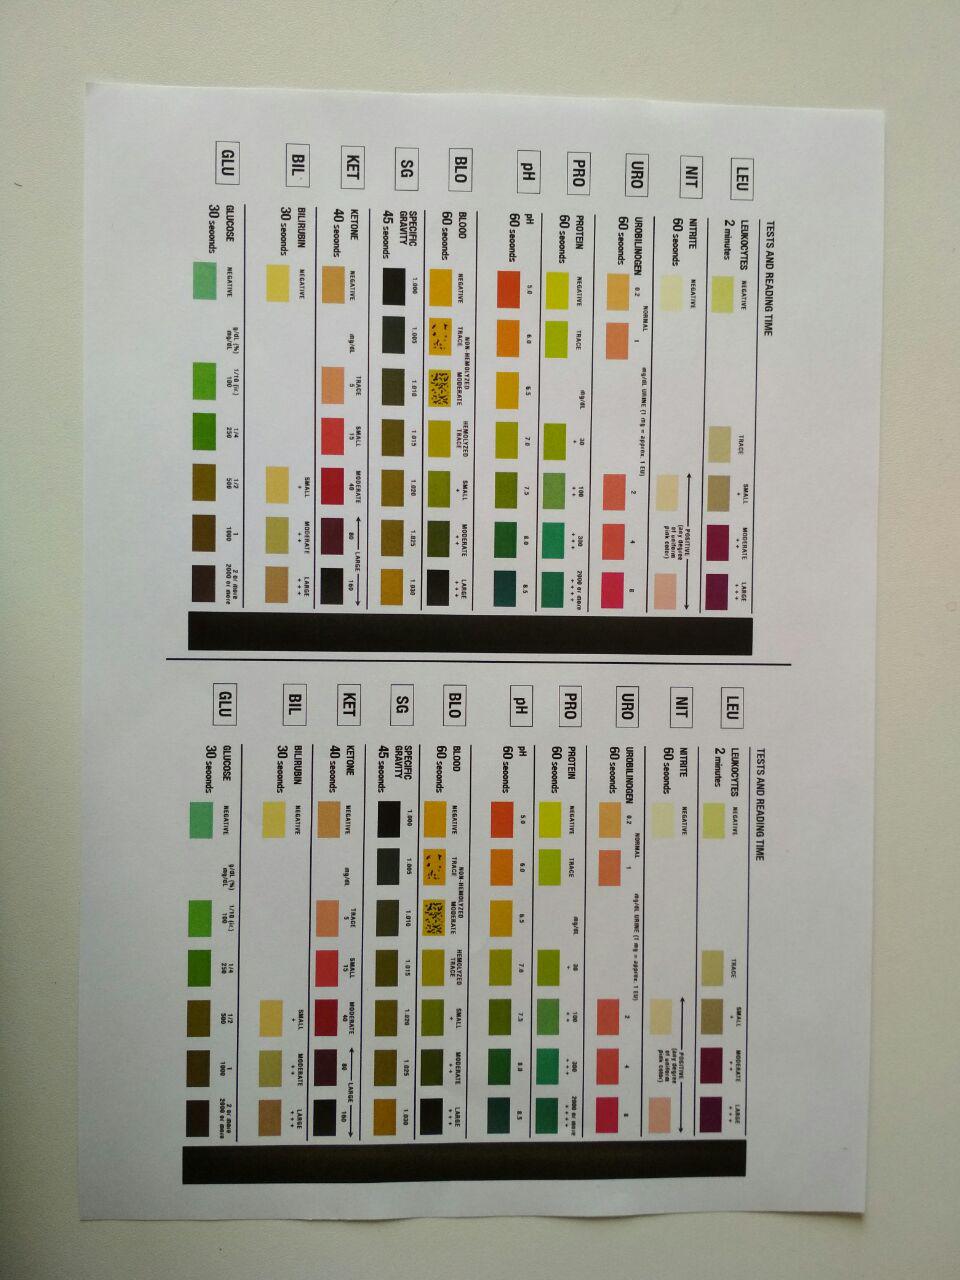 TESTS AND READING TIME
LEU
LEUKOCYTES
2 minutes
NEGATIVE
TRACE
SMALL
+
MODERATE
++
LARGE
+++
NIT
NITRITE
60 seconds
NEGATIVE
POSITIVE
(any degree
of uniform
pink color)
URO
UROBILINOGEN
60 seconds
0.2
NORMAL
1
mg/dL URINE (1 mg = approx. 1 EU)
2
4
8
PRO
PROTEIN
60 seconds
NEGATIVE
TRACE
mg/dL
30
+
100
++
300
+++
2000 or more
++++
pH
pH
60 seconds
5.0
6.0
6.5
7.0
7.5
8.0
8.5
BLO
BLOOD
60 seconds
NEGATIVE
NON-HEMOLYZED
TRACE
MODERATE
HEMOLYZED
TRACE
SMALL
+
MODERATE
++
LARGE
+++
SG
SPECIFIC
GRAVITY
45 seconds
1.000
1.005
1.010
1.015
1.020
1.025
1.030
KET
KETONE
40 seconds
NEGATIVE
mg/dL
TRACE
5
SMALL
15
MODERATE
40
LARGE
80
160
BIL
BILIRUBIN
30 seconds
NEGATIVE
SMALL
+
MODERATE
++
LARGE
+++
GLU
GLUCOSE
30 seconds
NEGATIVE
g/dL (%)
mg/dL
1/10 (tr.)
100
1/4
250
1/2
500
1
1000
2 or more
2000 or more
TESTS AND READING TIME
LEU
LEUKOCYTES
2 minutes
NEGATIVE
TRACE
SMALL
+
MODERATE
++
LARGE
+++
NIT
NITRITE
60 seconds
NEGATIVE
POSITIVE
(any degree
of uniform
pink color)
URO
UROBILINOGEN
60 seconds
0.2
NORMAL
1
mg/dL URINE (1 mg = approx. 1 EU)
2
4
8
PRO
PROTEIN
60 seconds
NEGATIVE
TRACE
mg/dL
30
+
100
++
300
+++
2000 or more
++++
pH
pH
60 seconds
5.0
6.0
6.5
7.0
7.5
8.0
8.5
BLO
BLOOD
60 seconds
NEGATIVE
NON-HEMOLYZED
TRACE
MODERATE
HEMOLYZED
TRACE
SMALL
+
MODERATE
++
LARGE
+++
SG
SPECIFIC
GRAVITY
45 seconds
1.000
1.005
1.010
1.015
1.020
1.025
1.030
KET
KETONE
40 seconds
NEGATIVE
mg/dL
TRACE
5
SMALL
15
MODERATE
40
LARGE
80
160
BIL
BILIRUBIN
30 seconds
NEGATIVE
SMALL
+
MODERATE
++
LARGE
+++
GLU
GLUCOSE
30 seconds
NEGATIVE
g/dL (%)
mg/dL
1/10 (tr.)
100
1/4
250
1/2
500
1
1000
2 or more
2000 or more